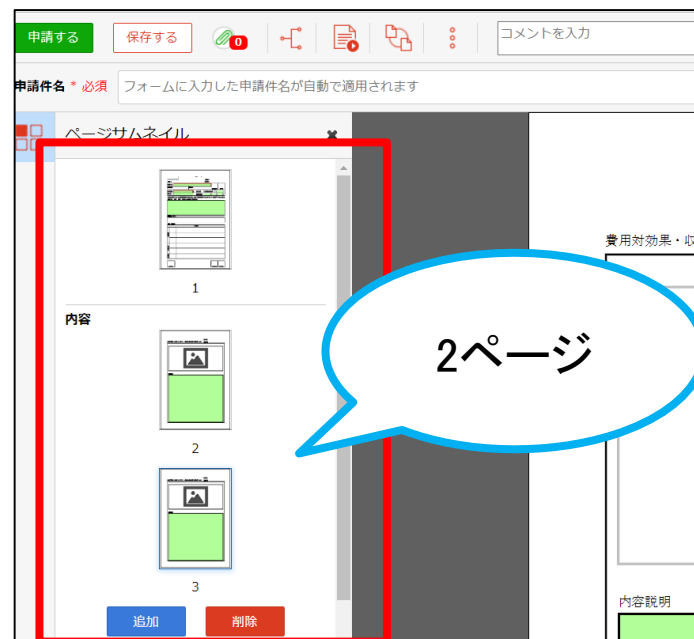 申請する
保存する
0
コメントを入力
申請件名 * 必須
フォームに入力した申請件名が自動で適用されます
ページサムネイル
1
費用対効果・収
内容
2ページ
2
3
内容説明
追加
削除